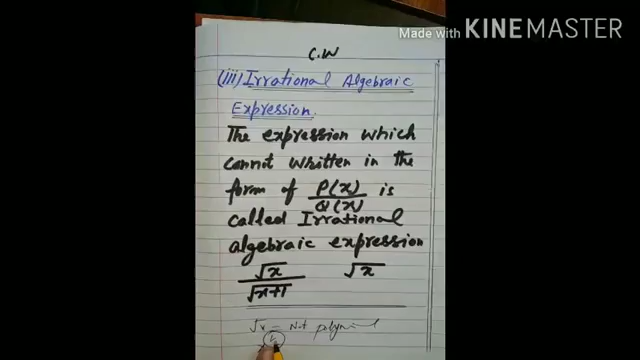 Made with KINEMASTER
C.W
(iii) Irrational Algebraic
Expression.
The expression which
cannot written in the
form of P(x)/Q(x) is
called Irrational
algebraic expression
√x/√x+1 √x
√x = Not polynomial